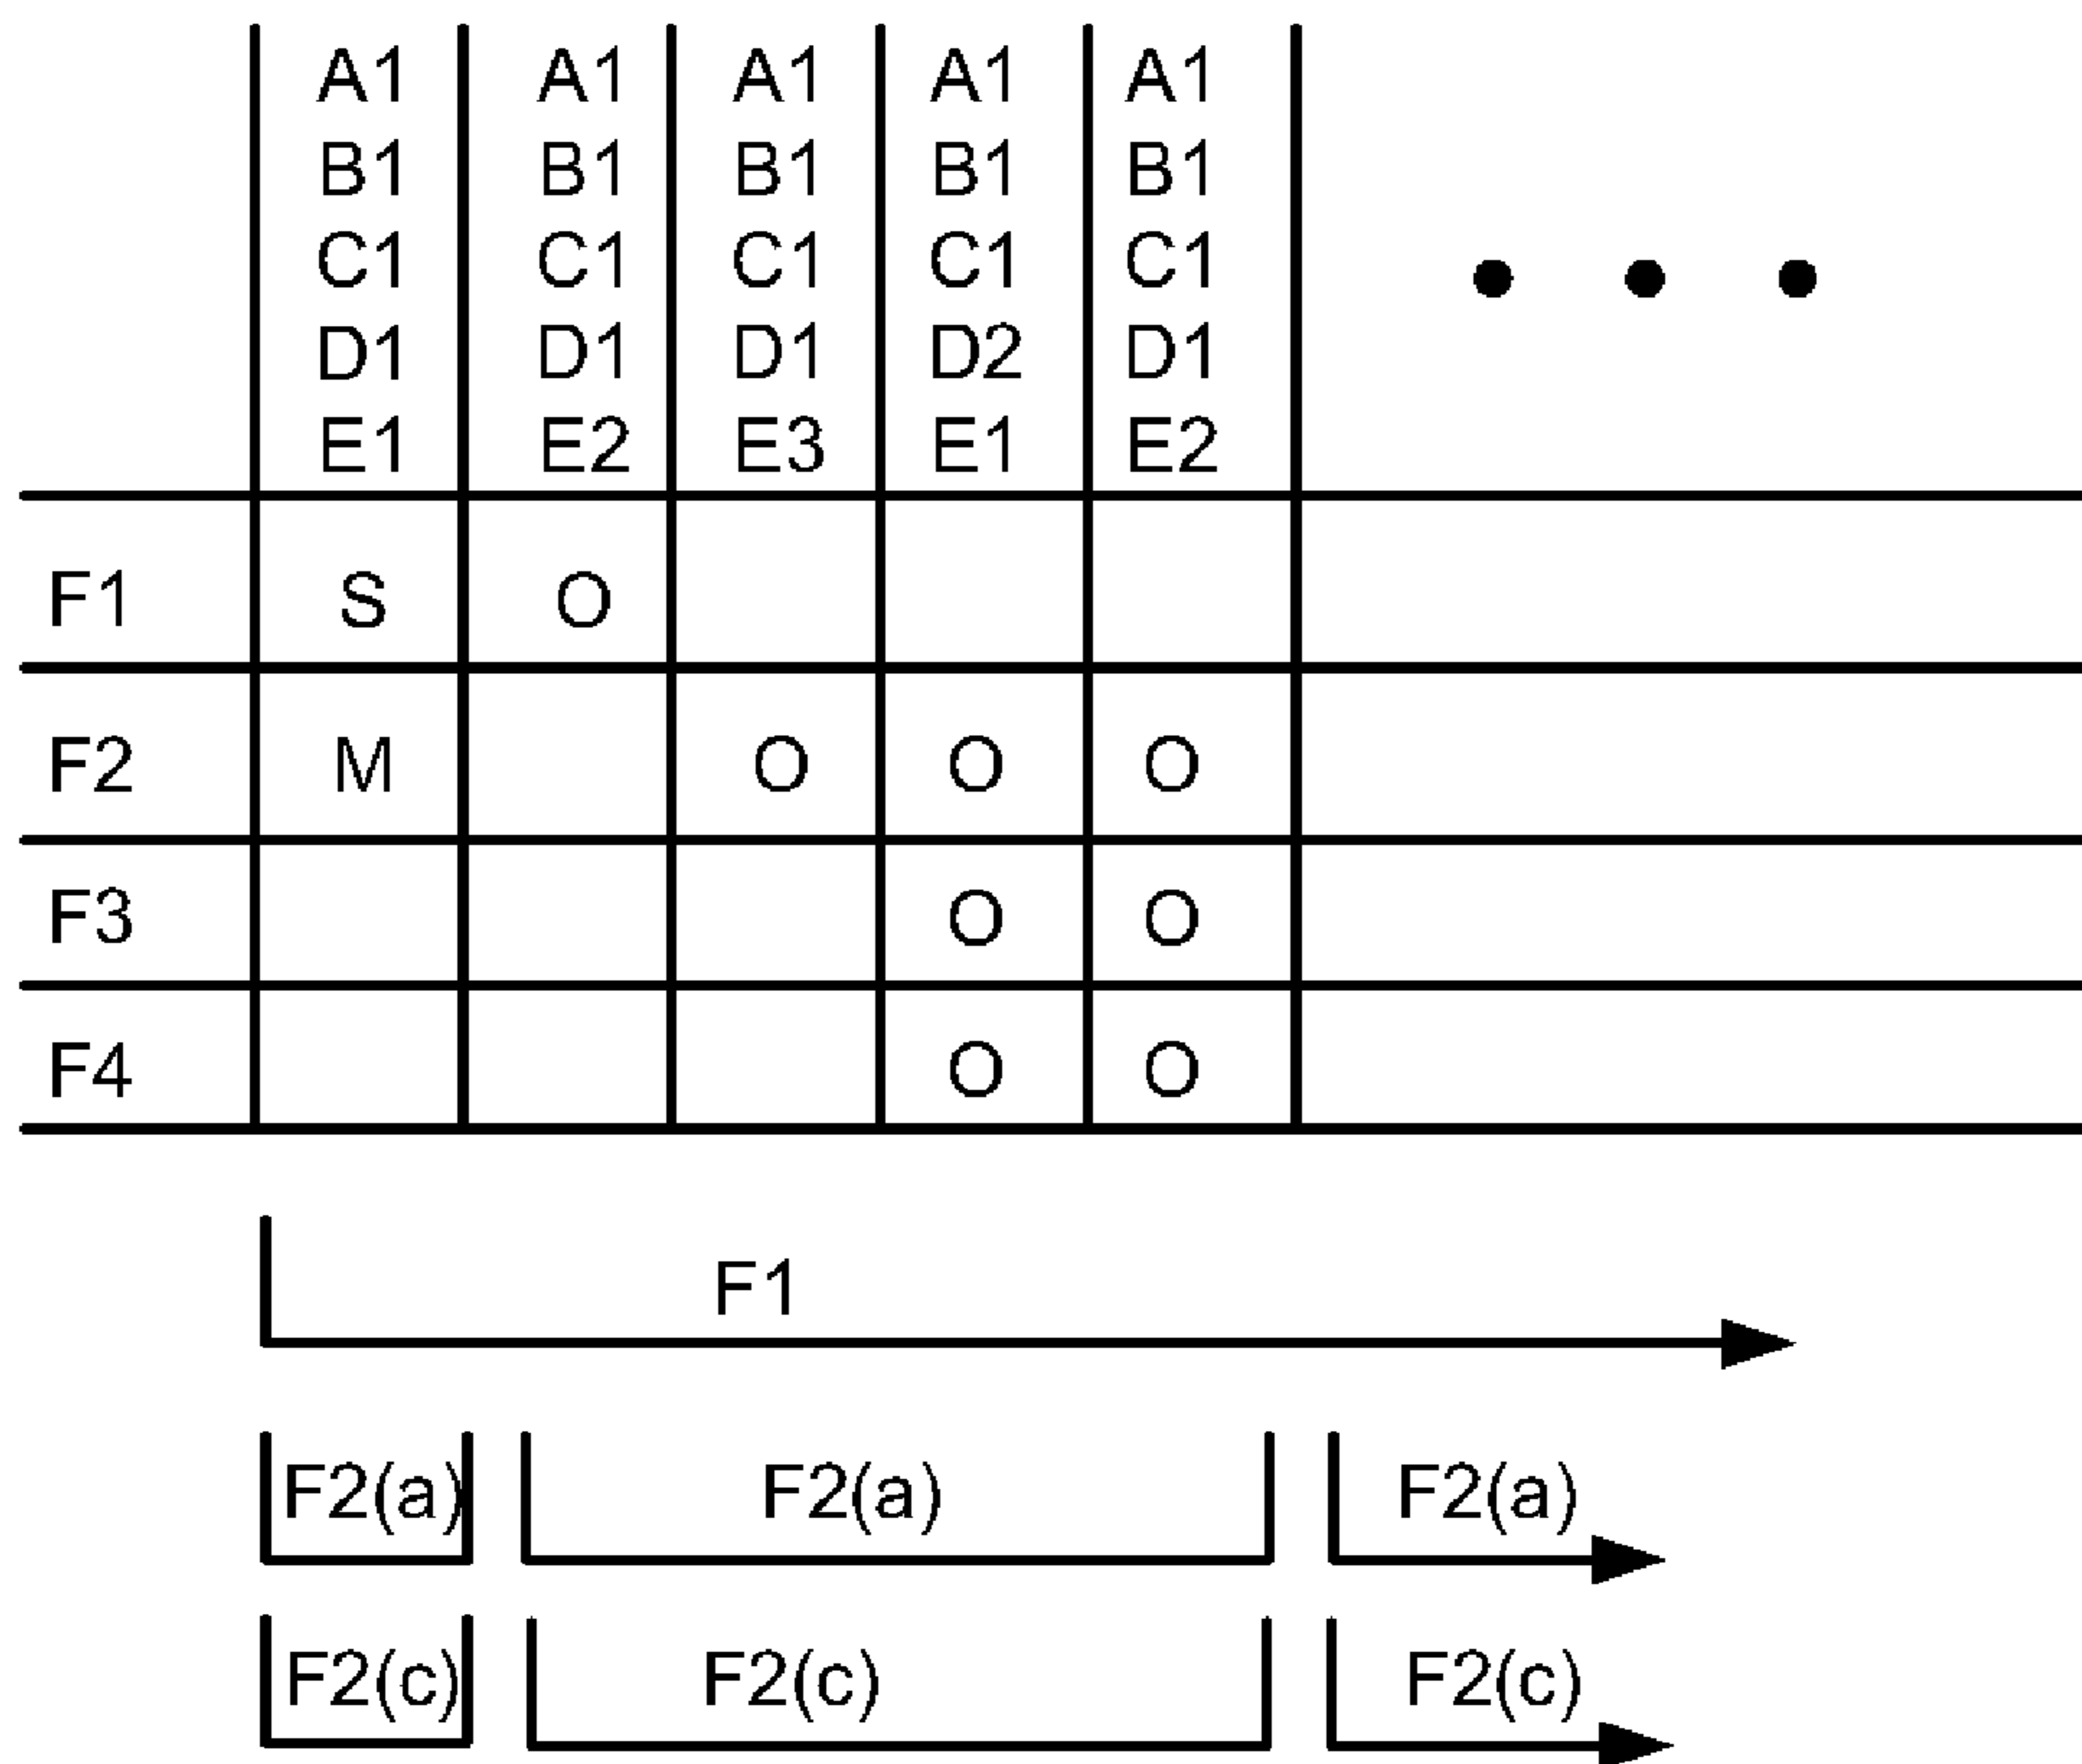 A1 A1 A1 A1 A1
B1 B1 B1 B1 B1
C1 C1 C1 C1 C1
D1 D1 D1 D2 D1
E1 E2 E3 E1 E2
F1 S O
F2 M O O O
F3 O O
F4 O O
F1
F2(a) F2(a) F2(a)
F2(c) F2(c) F2(c)